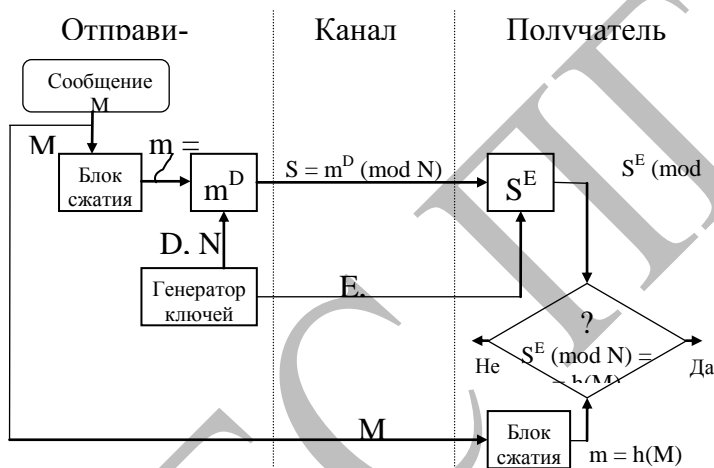 Отправи-
Канал
Получатель
Сообщение
М
М
m =
Блок
сжатия
m^D
S = m^D (mod N)
S^E
S^E (mod
D, N
Генератор
ключей
E,
?
S^E (mod N) =
= h(M)
Не
Да
М
Блок
сжатия
m = h(M)